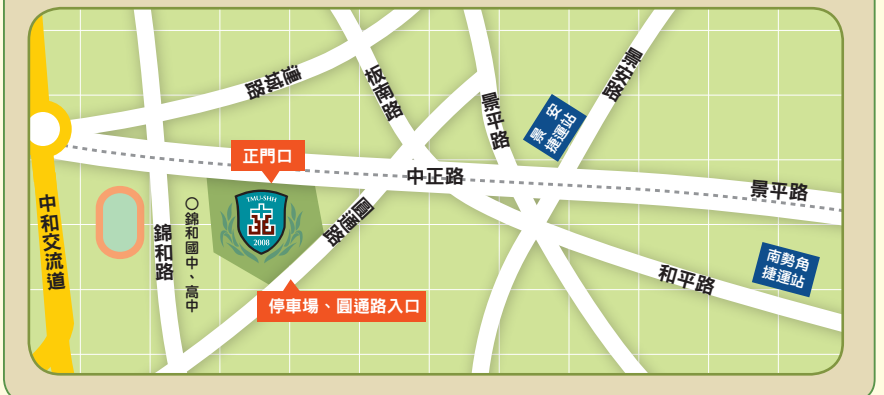 連城路
板南路
景平路
景安路
景安
捷運站
正門口
中正路
景平路
TMU-SHH
2008
中和交流道
錦和路
○錦和國中、高中
圓通路
和平路
南勢角
捷運站
停車場、圓通路入口